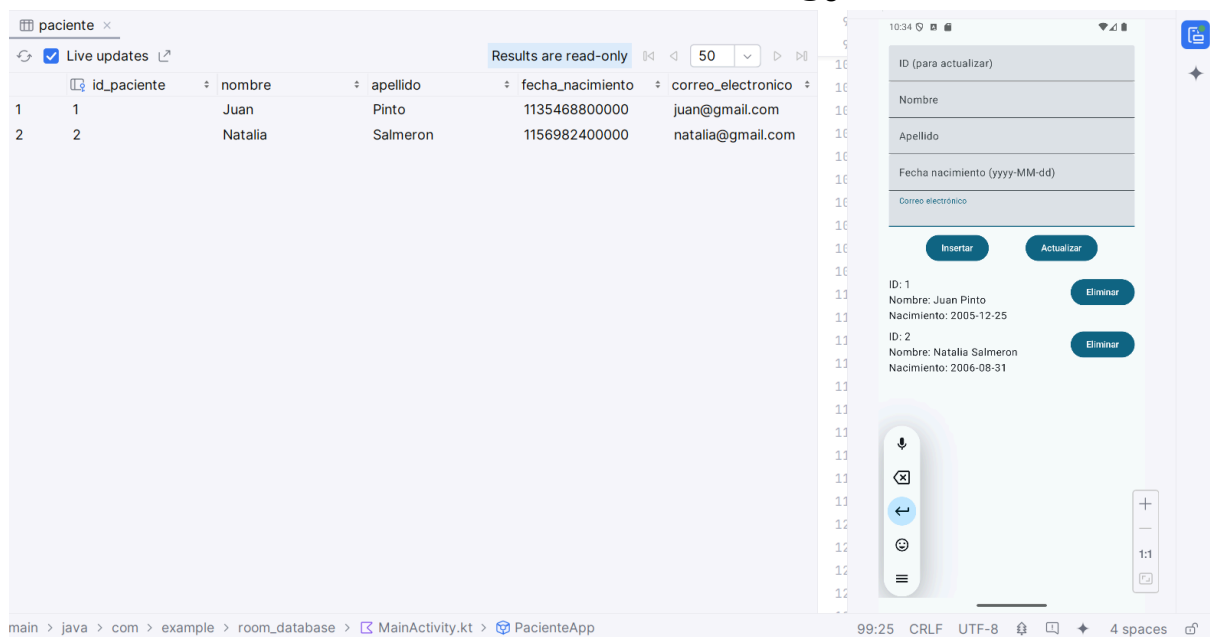 paciente
Live updates
Results are read-only 50
id_paciente nombre apellido fecha_nacimiento correo_electronico
1 1 Juan Pinto 1135468800000 juan@gmail.com
2 2 Natalia Salmeron 1156982400000 natalia@gmail.com
10:34
ID (para actualizar)
Nombre
Apellido
Fecha nacimiento (yyyy-MM-dd)
Correo electrónico
Insertar Actualizar
ID: 1
Nombre: Juan Pinto
Nacimiento: 2005-12-25
Eliminar
ID: 2
Nombre: Natalia Salmeron
Nacimiento: 2006-08-31
Eliminar
1:1
main > java > com > example > room_database > MainActivity.kt > PacienteApp
99:25 CRLF UTF-8 4 spaces